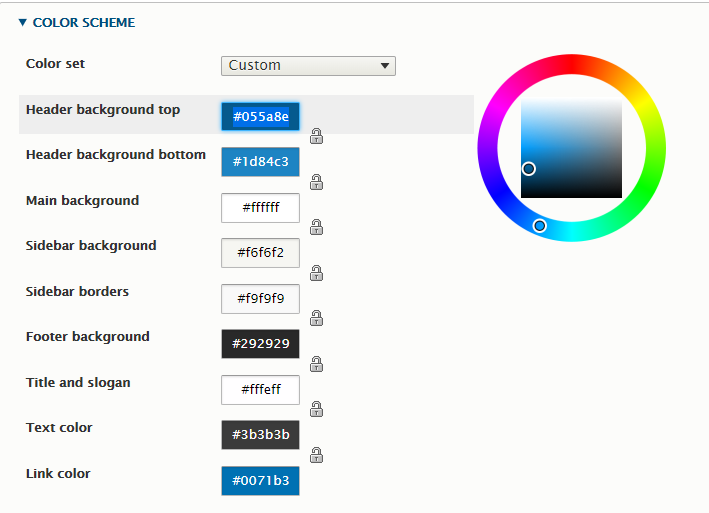 COLOR SCHEME
Color set Custom
Header background top #055a8e
Header background bottom #1d84c3
Main background #ffffff
Sidebar background #f6f6f2
Sidebar borders #f9f9f9
Footer background #292929
Title and slogan #fffeff
Text color #3b3b3b
Link color #0071b3